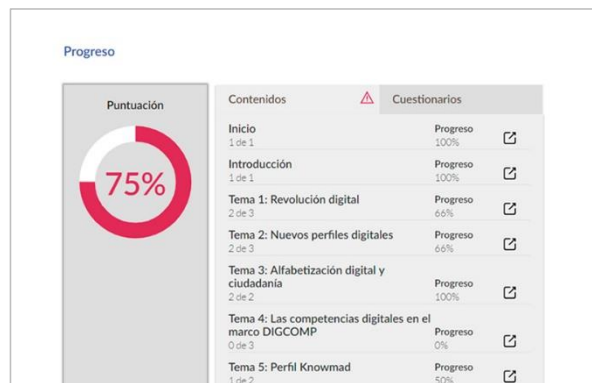 Progreso
Puntuación
75%
Contenidos
Cuestionarios
Inicio
Progreso
1 de 1
100%
Introducción
Progreso
1 de 1
100%
Tema 1: Revolución digital
Progreso
2 de 3
66%
Tema 2: Nuevos perfiles digitales
Progreso
2 de 3
66%
Tema 3: Alfabetización digital y
ciudadanía
Progreso
2 de 2
100%
Tema 4: Las competencias digitales en el
marco DIGCOMP
Progreso
0 de 3
0%
Tema 5: Perfil Knowmad
Progreso
1 de 2
50%